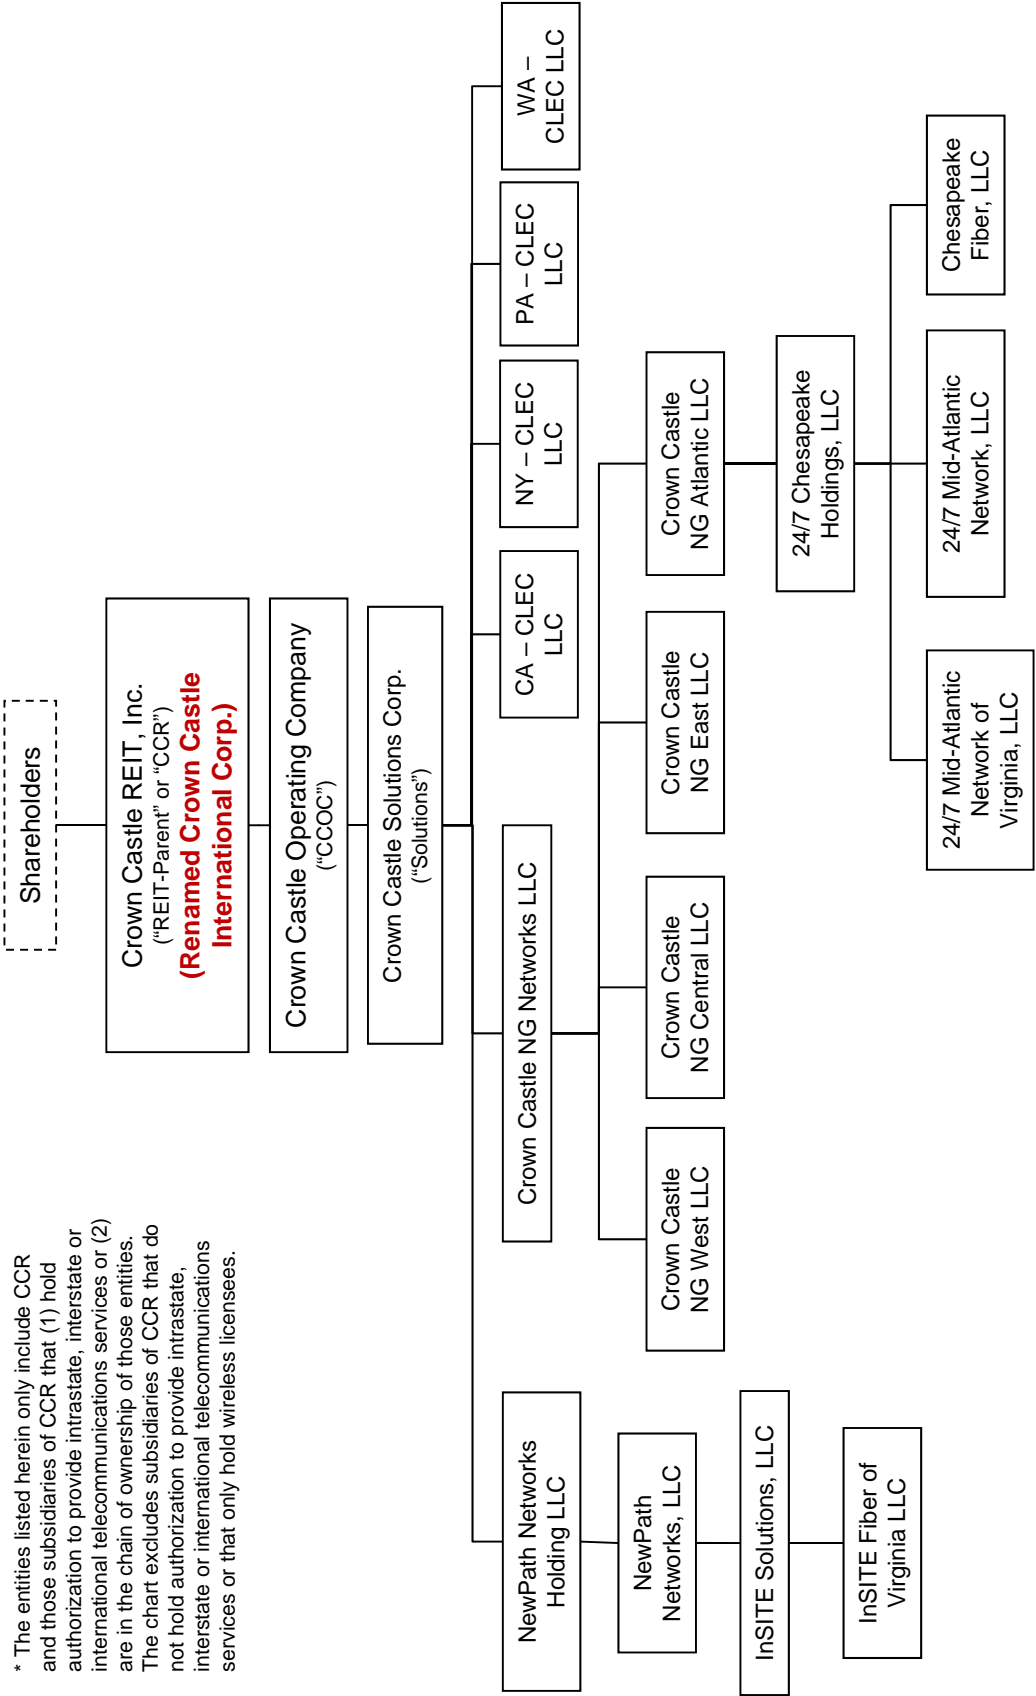 * The entities listed herein only include CCR
and those subsidiaries of CCR that (1) hold
authorization to provide intrastate, interstate or
international telecommunications services or (2)
are in the chain of ownership of those entities.
The chart excludes subsidiaries of CCR that do
not hold authorization to provide intrastate,
interstate or international telecommunications
services or that only hold wireless licensees.
Shareholders
Crown Castle REIT, Inc.
(“REIT-Parent” or “CCR”)
(Renamed Crown Castle
International Corp.)
Crown Castle Operating Company
(“CCOC”)
Crown Castle Solutions Corp.
(“Solutions”)
NewPath Networks
Holding LLC
Crown Castle NG Networks LLC
CA – CLEC
LLC
NY – CLEC
LLC
PA – CLEC
LLC
WA –
CLEC LLC
NewPath
Networks, LLC
Crown Castle
NG West LLC
Crown Castle
NG Central LLC
Crown Castle
NG East LLC
Crown Castle
NG Atlantic LLC
InSITE Solutions, LLC
24/7 Chesapeake
Holdings, LLC
InSITE Fiber of
Virginia LLC
24/7 Mid-Atlantic
Network of
Virginia, LLC
24/7 Mid-Atlantic
Network, LLC
Chesapeake
Fiber, LLC